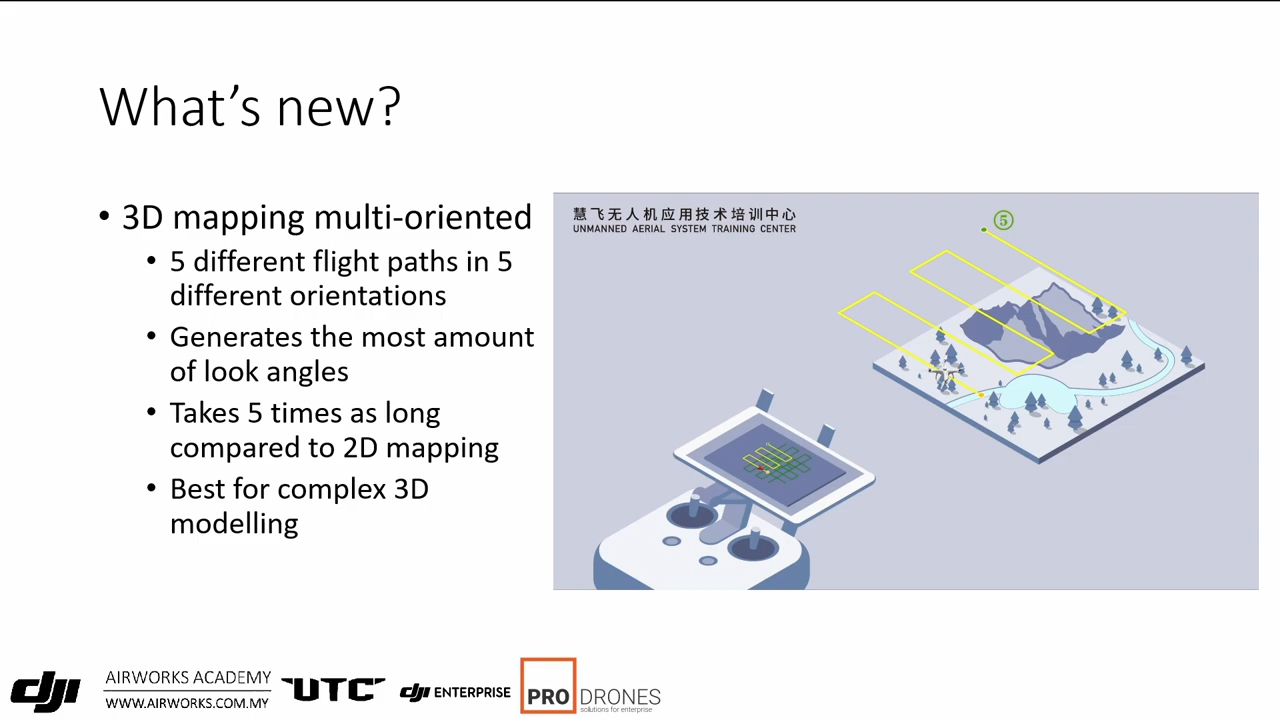 What's new?
• 3D mapping multi-oriented
• 5 different flight paths in 5
different orientations
• Generates the most amount
of look angles
• Takes 5 times as long
compared to 2D mapping
• Best for complex 3D
modelling
慧飞无人机应用技术培训中心
UNMANNED AERIAL SYSTEM TRAINING CENTER
5
dji
AIRWORKS ACADEMY
WWW.AIRWORKS.COM.MY
UTC
dji ENTERPRISE
PRO DRONES
solutions for enterprise